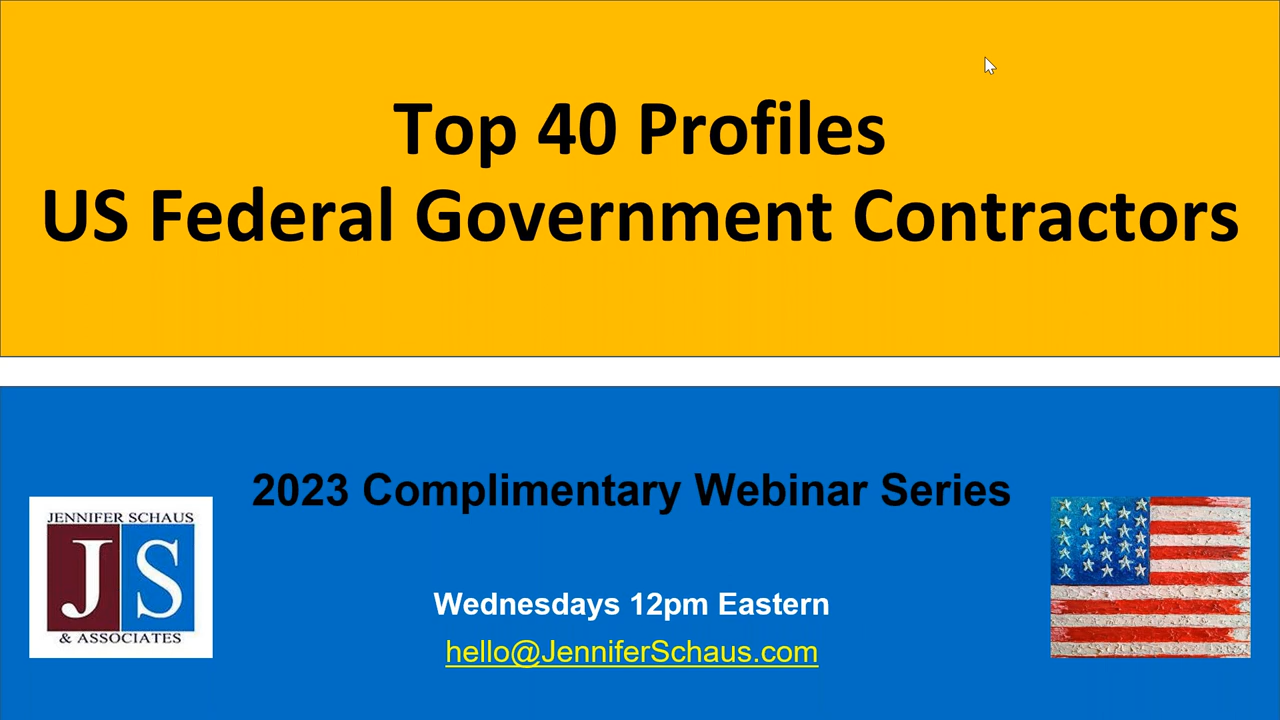 Top 40 Profiles
US Federal Government Contractors
2023 Complimentary Webinar Series
JENNIFER SCHAUS
JS
& ASSOCIATES
Wednesdays 12pm Eastern
hello@JenniferSchaus.com